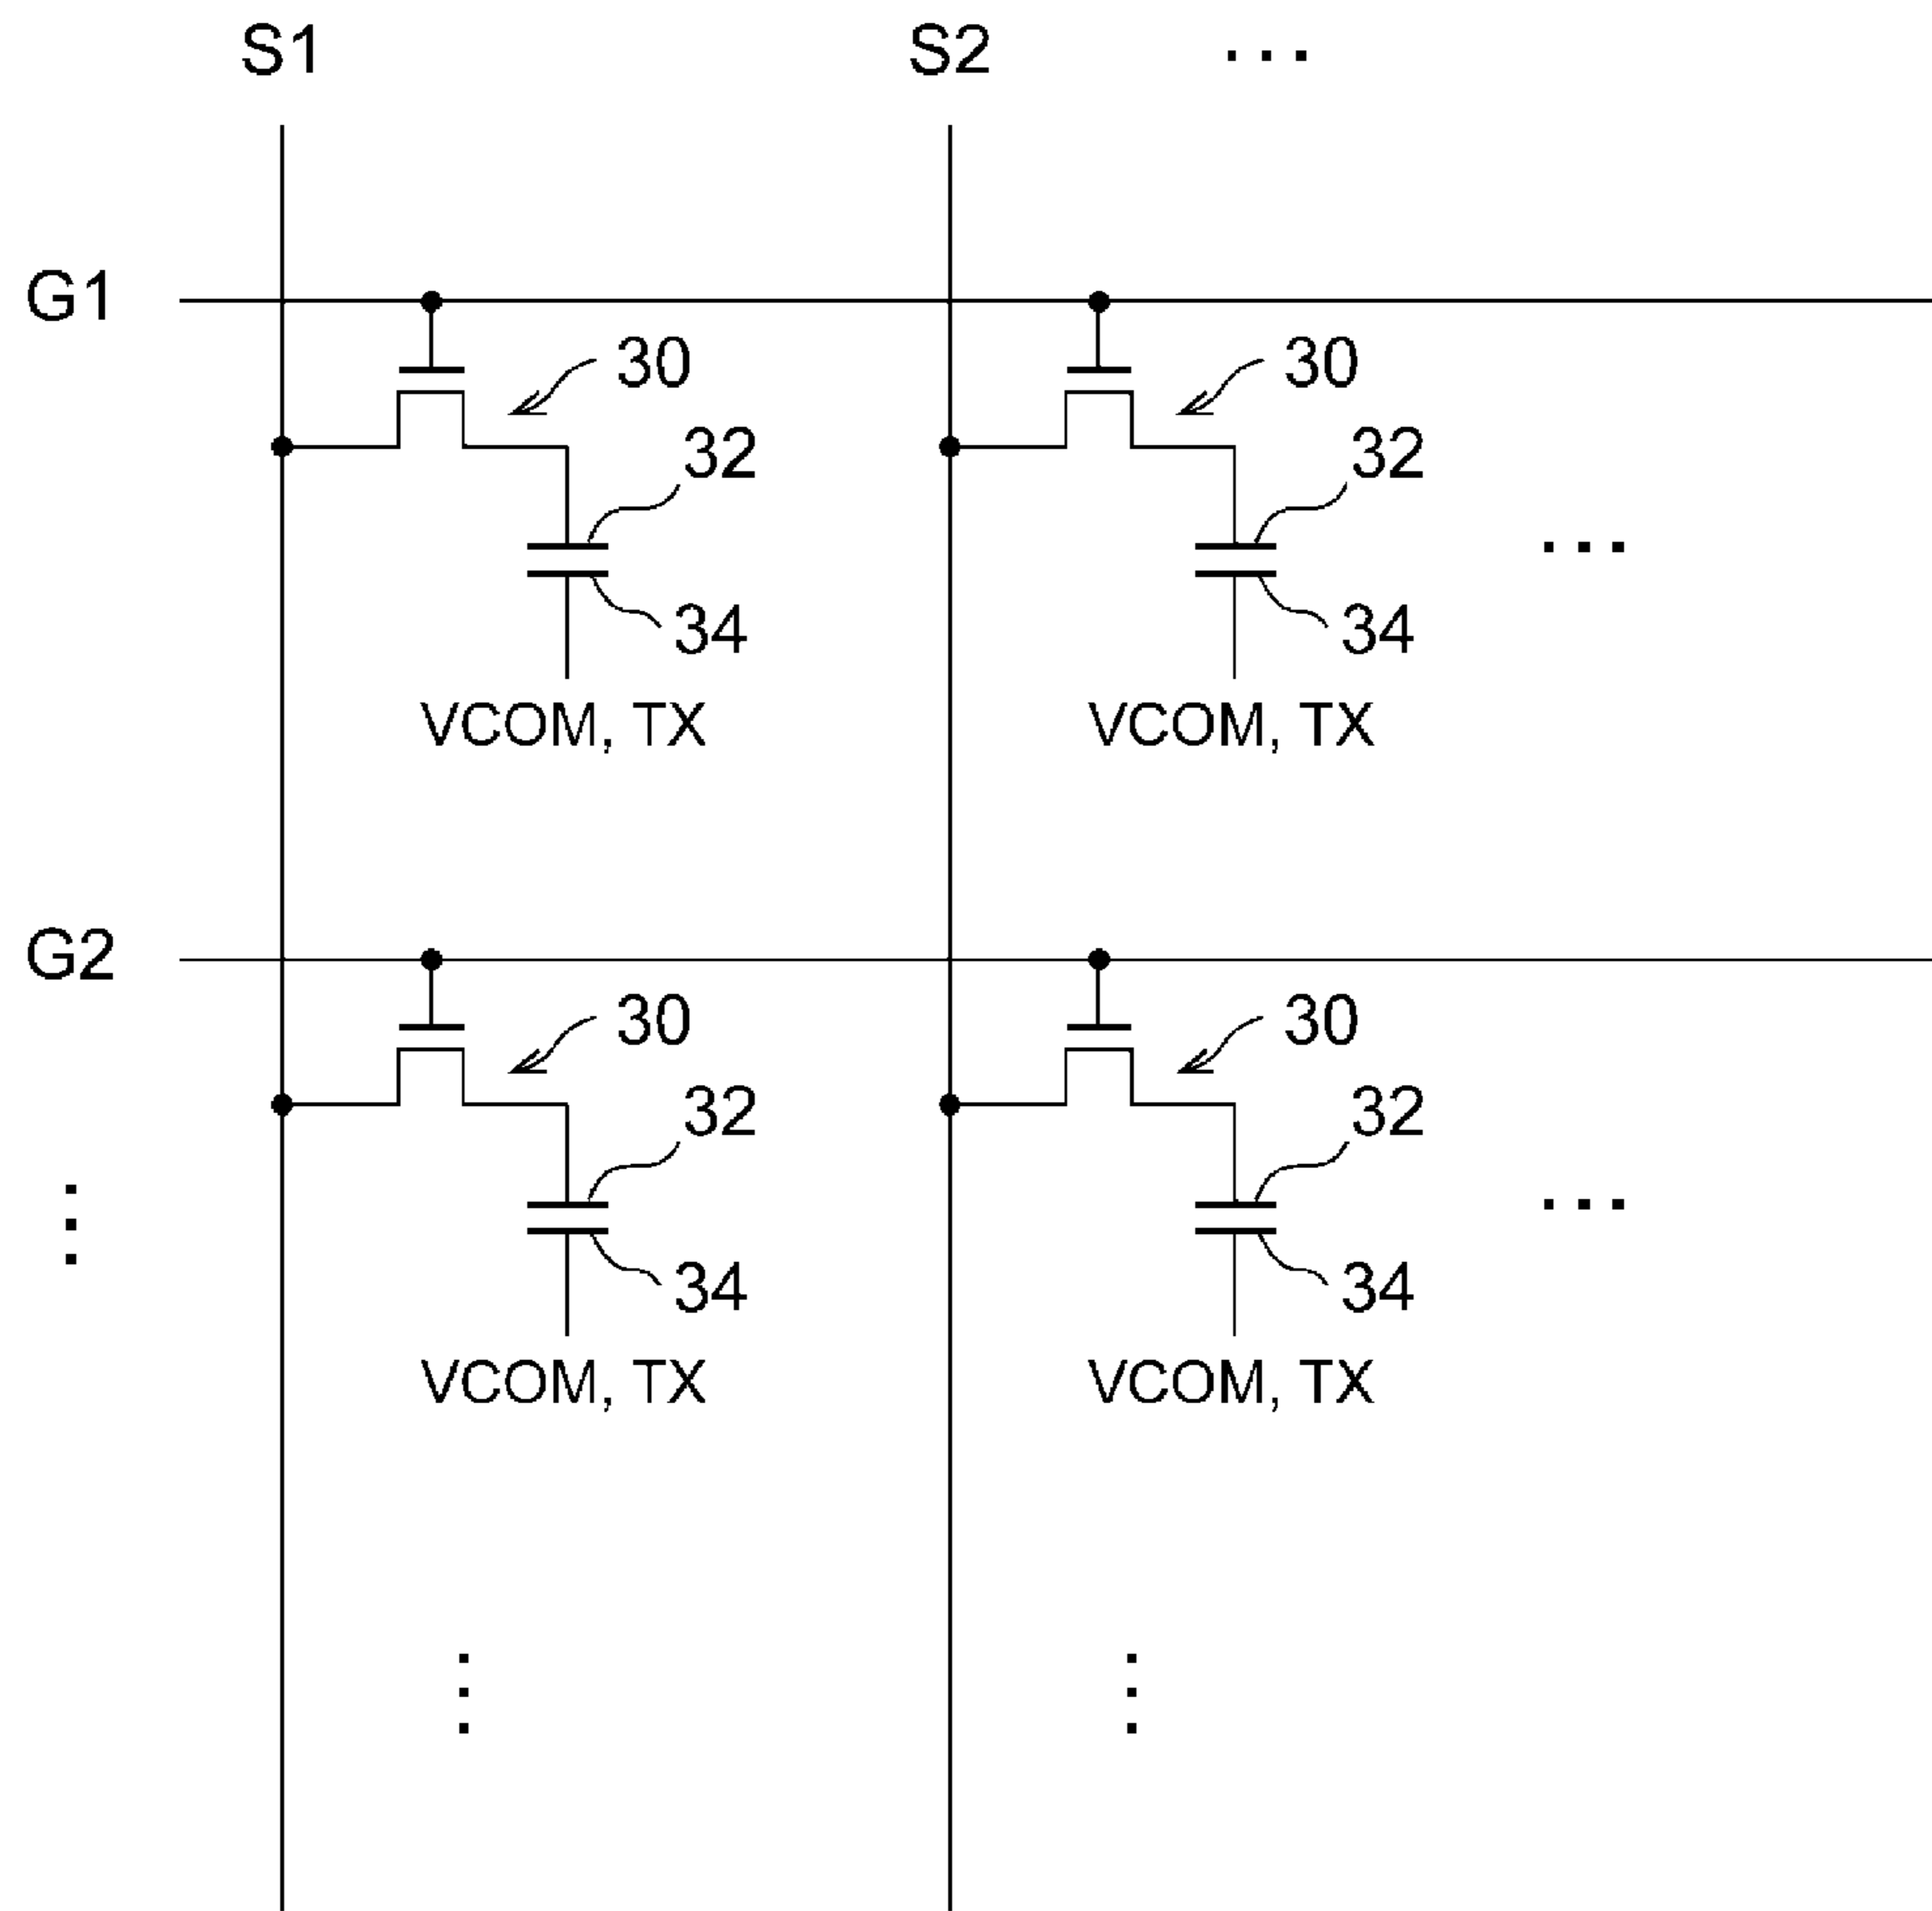 S1 S2 ...
G1
30 30
32 32
...
34 34
VCOM, TX VCOM, TX
G2
30 30
32 32
...
34 34
VCOM, TX VCOM, TX